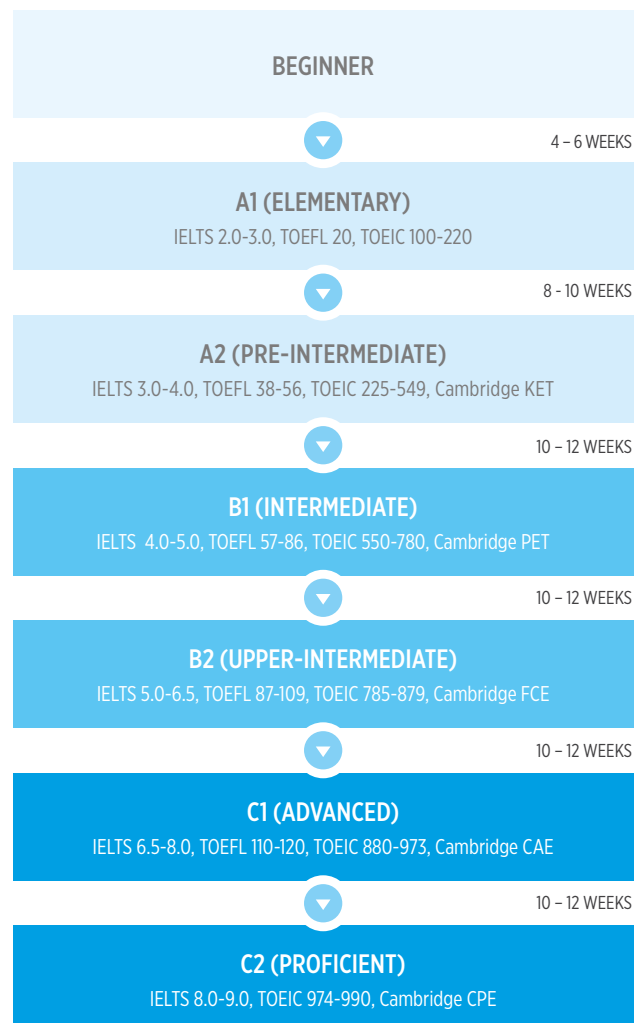 BEGINNER
4 – 6 WEEKS
A1 (ELEMENTARY)
IELTS 2.0-3.0, TOEFL 20, TOEIC 100-220
8 - 10 WEEKS
A2 (PRE-INTERMEDIATE)
IELTS 3.0-4.0, TOEFL 38-56, TOEIC 225-549, Cambridge KET
10 – 12 WEEKS
B1 (INTERMEDIATE)
IELTS 4.0-5.0, TOEFL 57-86, TOEIC 550-780, Cambridge PET
10 – 12 WEEKS
B2 (UPPER-INTERMEDIATE)
IELTS 5.0-6.5, TOEFL 87-109, TOEIC 785-879, Cambridge FCE
10 – 12 WEEKS
C1 (ADVANCED)
IELTS 6.5-8.0, TOEFL 110-120, TOEIC 880-973, Cambridge CAE
10 – 12 WEEKS
C2 (PROFICIENT)
IELTS 8.0-9.0, TOEIC 974-990, Cambridge CPE